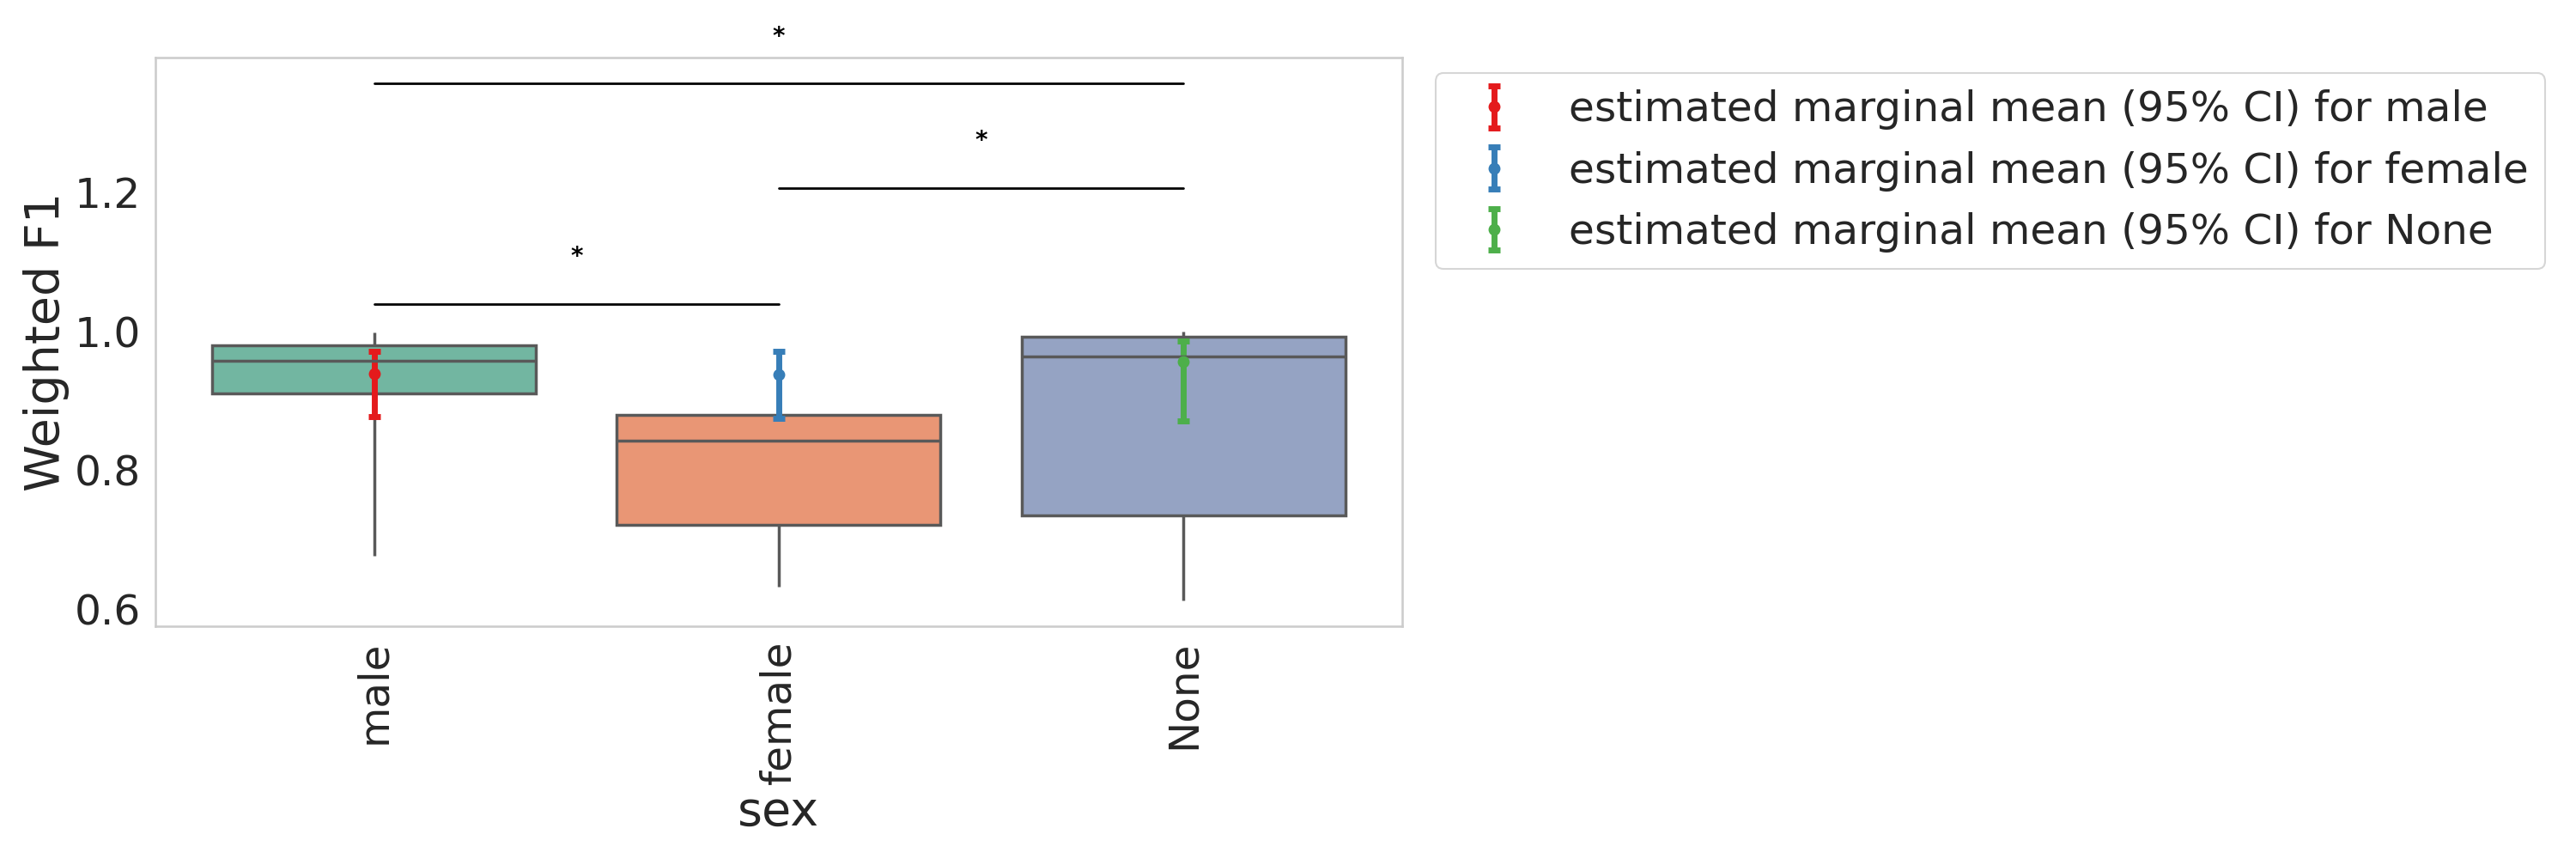 *
*
*
Weighted F1
1.2
1.0
0.8
0.6
male
female
None
sex
estimated marginal mean (95% CI) for male
estimated marginal mean (95% CI) for female
estimated marginal mean (95% CI) for None